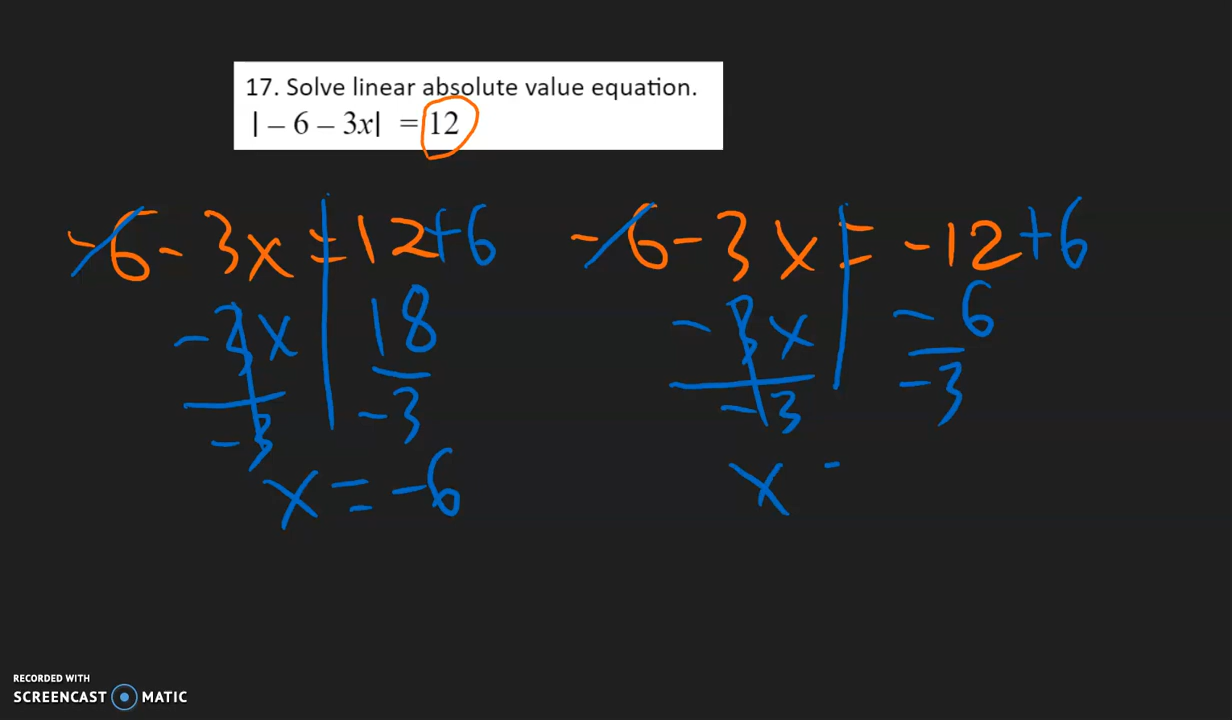 17. Solve linear absolute value equation.
| – 6 – 3x| = 12
-6 - 3x = 12 + 6
-3x 18
-3 -3
x = -6
-6 - 3x = -12 + 6
-3x -6
-3 -3
x -
RECORDED WITH
SCREENCAST MATIC